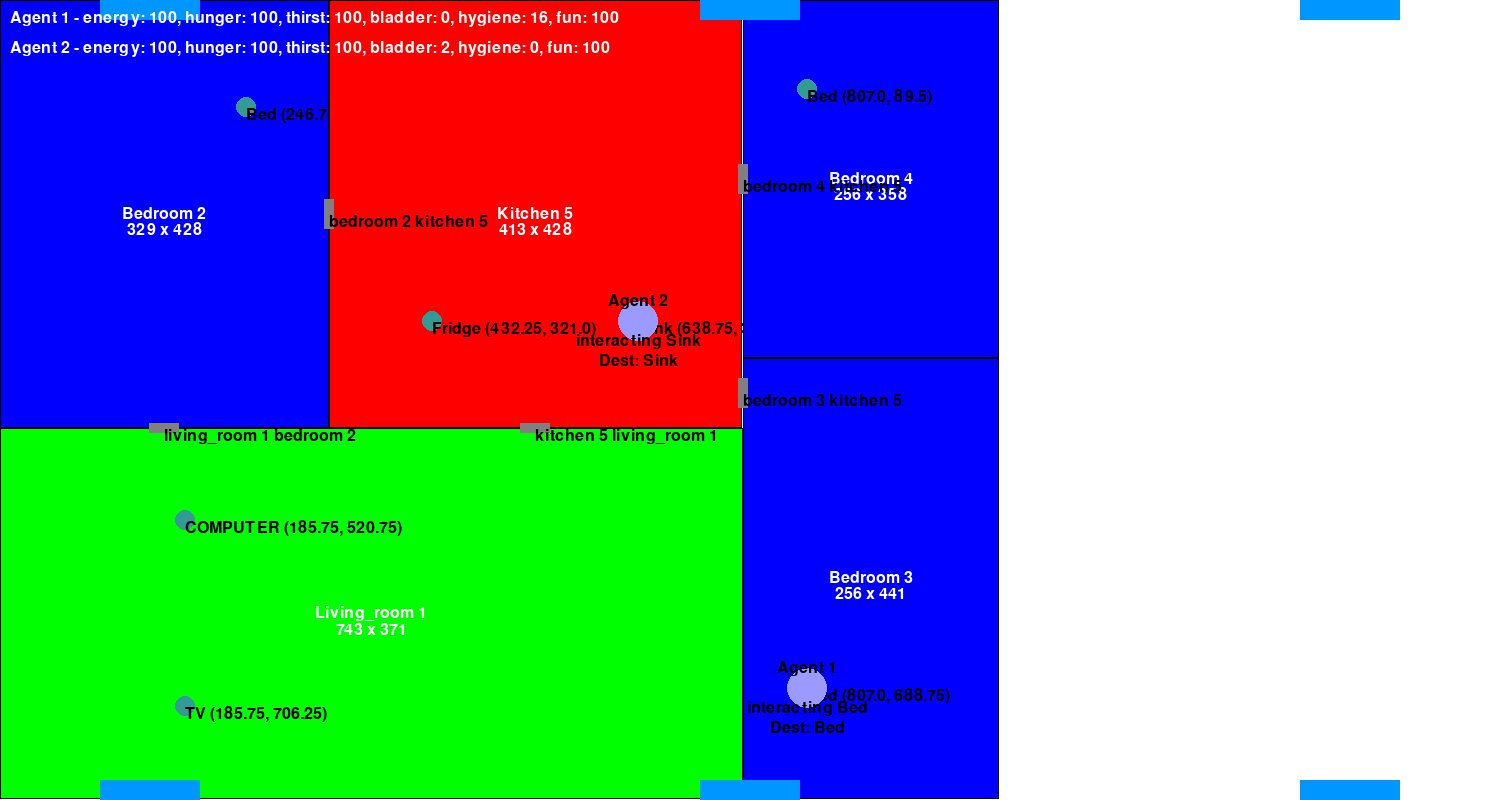 Agent 1 - energy: 100, hunger: 100, thirst: 100, bladder: 0, hygiene: 16, fun: 100
Agent 2 - energy: 100, hunger: 100, thirst: 100, bladder: 2, hygiene: 0, fun: 100
Bed (246.7
Bed (807.0, 89.5)
Bedroom 4
256 x 358
bedroom 4 kitchen 5
Bedroom 2
329 x 428
bedroom 2 kitchen 5
Kitchen 5
413 x 428
Agent 2
Fridge (432.25, 321.0)
nk (638.75,
interacting Sink
Dest: Sink
bedroom 3 kitchen 5
living_room 1 bedroom 2
kitchen 5 living_room 1
COMPUTER (185.75, 520.75)
Bedroom 3
256 x 441
Living_room 1
743 x 371
Agent 1
d (807.0, 688.75)
interacting Bed
Dest: Bed
TV (185.75, 706.25)